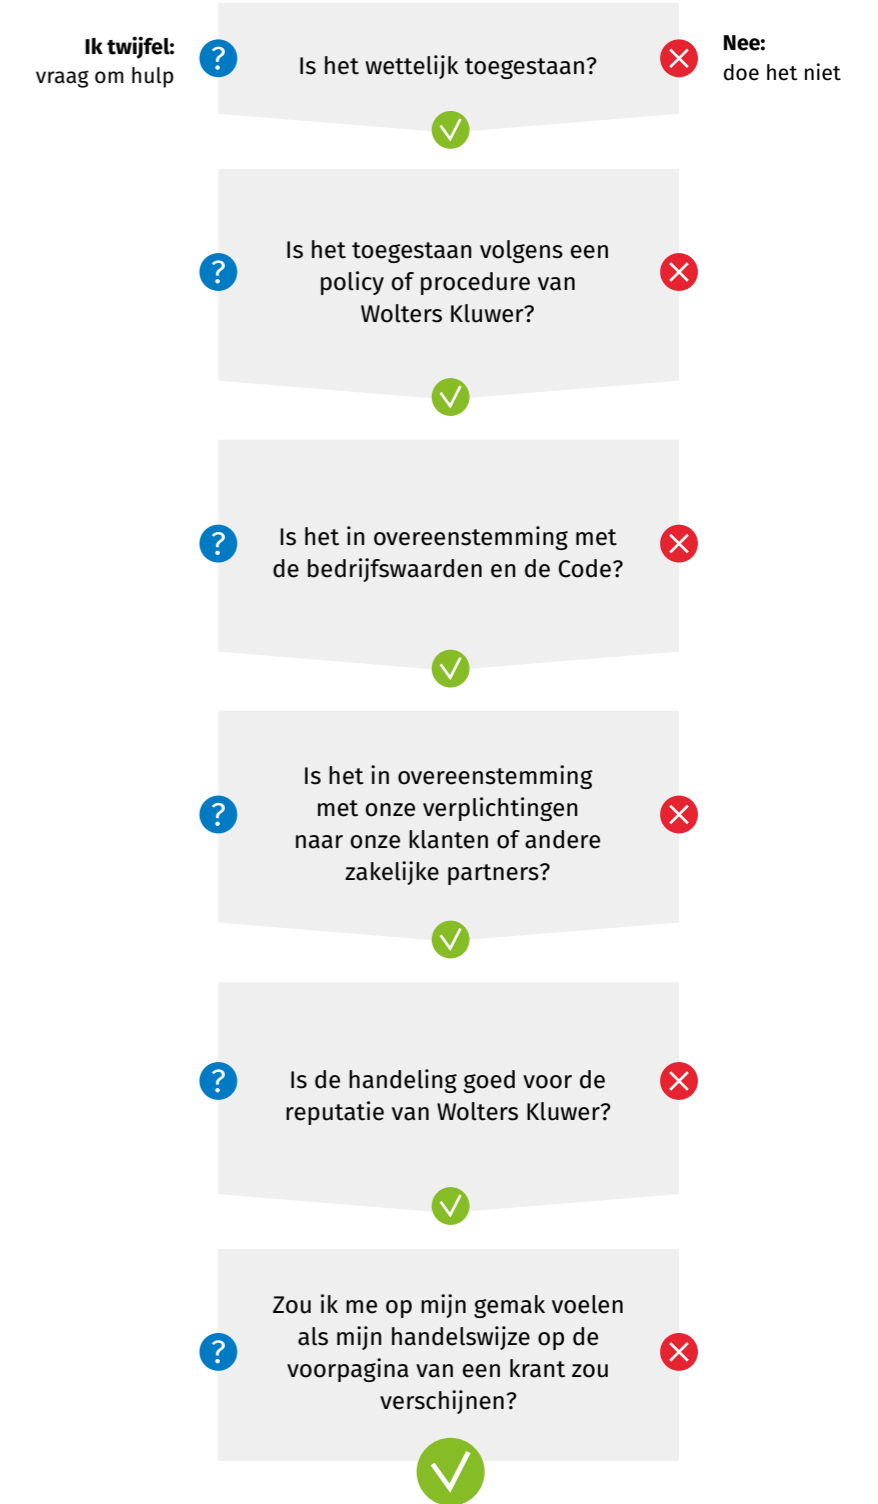 Ik twijfel:
vraag om hulp
Is het wettelijk toegestaan?
Nee:
doe het niet
Is het toegestaan volgens een
policy of procedure van
Wolters Kluwer?
Is het in overeenstemming met
de bedrijfswaarden en de Code?
Is het in overeenstemming
met onze verplichtingen
naar onze klanten of andere
zakelijke partners?
Is de handeling goed voor de
reputatie van Wolters Kluwer?
Zou ik me op mijn gemak voelen
als mijn handelswijze op de
voorpagina van een krant zou
verschijnen?